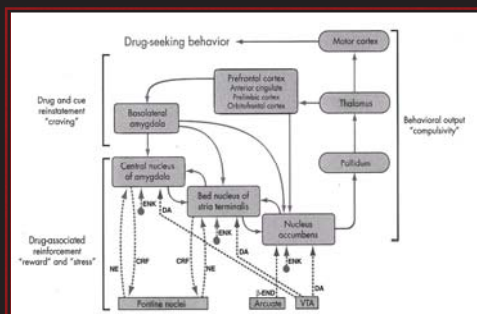 Drug-seeking behavior
Motor cortex
Prefrontal cortex
Anterior cingulate
Prelimbic cortex
Orbitofrontal cortex
Drug and cue
reinstatement
"craving"
Thalamus
Basolateral
amygdala
Behavioral output
"compulsivity"
Central nucleus
of amygdala
Pallidum
Bed nucleus of
stria terminalis
ENK
DA
Nucleus
accumbens
Drug-associated
reinforcement
"reward" and "stress"
ENK
DA
NE
CRF
CRF
NE
ENK
β-END
DA
Pontine nuclei
Arcuate
VTA